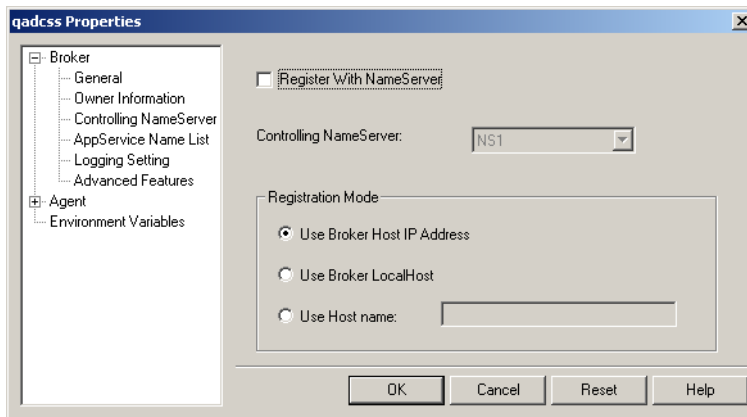 qadcss Properties
Broker
General
Owner Information
Controlling NameServer
AppService Name List
Logging Setting
Advanced Features
Agent
Environment Variables
Register With NameServer
Controlling NameServer:
NS1
Registration Mode
Use Broker Host IP Address
Use Broker LocalHost
Use Host name:
OK
Cancel
Reset
Help